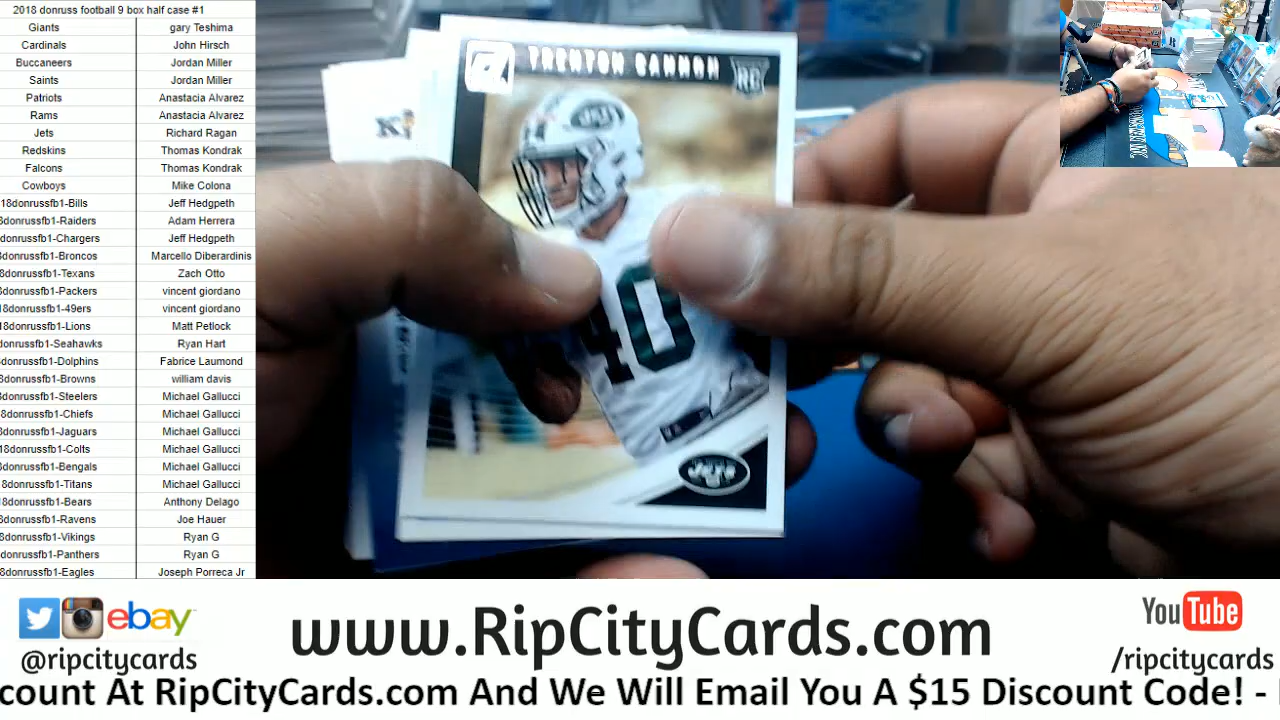 2018 donruss football 9 box half case #1
Giants gary Teshima
Cardinals John Hirsch
Buccaneers Jordan Miller
Saints Jordan Miller
Patriots Anastacia Alvarez
Rams Anastacia Alvarez
Jets Richard Ragan
Redskins Thomas Kondrak
Falcons Thomas Kondrak
Cowboys Mike Colona
18donrussfb1-Bills Jeff Hedgpeth
8donrussfb1-Raiders Adam Herrera
donrussfb1-Chargers Jeff Hedgpeth
donrussfb1-Broncos Marcello Diberardinis
8donrussfb1-Texans Zach Otto
8donrussfb1-Packers vincent giordano
18donrussfb1-49ers vincent giordano
18donrussfb1-Lions Matt Petlock
onrussfb1-Seahawks Ryan Hart
donrussfb1-Dolphins Fabrice Laumond
8donrussfb1-Browns william davis
8donrussfb1-Steelers Michael Gallucci
8donrussfb1-Chiefs Michael Gallucci
8donrussfb1-Jaguars Michael Gallucci
18donrussfb1-Colts Michael Gallucci
8donrussfb1-Bengals Michael Gallucci
18donrussfb1-Titans Michael Gallucci
18donrussfb1-Bears Anthony Delago
8donrussfb1-Ravens Joe Hauer
8donrussfb1-Vikings Ryan G
donrussfb1-Panthers Ryan G
8donrussfb1-Eagles Joseph Porreca Jr
TRENTON CANNON
40
JETS
ebay
@ripcitycards
www.RipCityCards.com
YouTube
/ripcitycards
count At RipCityCards.com And We Will Email You A $15 Discount Code! -